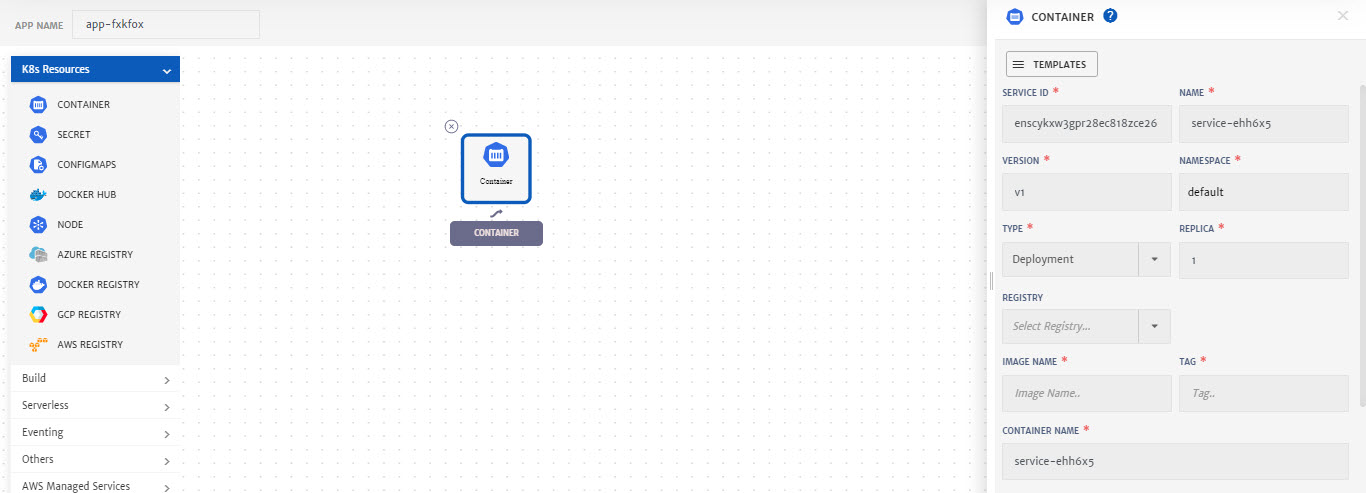 APP NAME app-fxkfox
K8s Resources
CONTAINER
SECRET
CONFIGMAPS
DOCKER HUB
NODE
AZURE REGISTRY
DOCKER REGISTRY
GCP REGISTRY
AWS REGISTRY
Build
Serverless
Eventing
Others
AWS Managed Services
Container
CONTAINER
CONTAINER ?
TEMPLATES
SERVICE ID * NAME *
enscykxw3gpr28ec818zce26 service-ehh6x5
VERSION * NAMESPACE *
v1 default
TYPE * REPLICA *
Deployment 1
REGISTRY
Select Registry...
IMAGE NAME * TAG *
Image Name.. Tag..
CONTAINER NAME *
service-ehh6x5